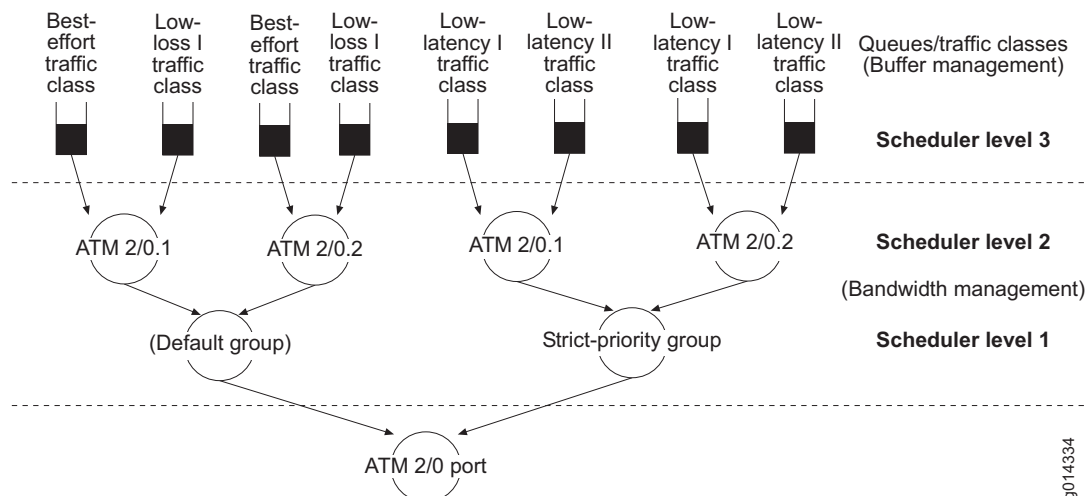 Best-
effort
traffic
class
Low-
loss I
traffic
class
Best-
effort
traffic
class
Low-
loss I
traffic
class
Low-
latency I
traffic
class
Low-
latency II
traffic
class
Low-
latency I
traffic
class
Low-
latency II
traffic
class
Queues/traffic classes
(Buffer management)
Scheduler level 3
ATM 2/0.1
ATM 2/0.2
ATM 2/0.1
ATM 2/0.2
Scheduler level 2
(Bandwidth management)
(Default group)
Strict-priority group
Scheduler level 1
ATM 2/0 port
g014334